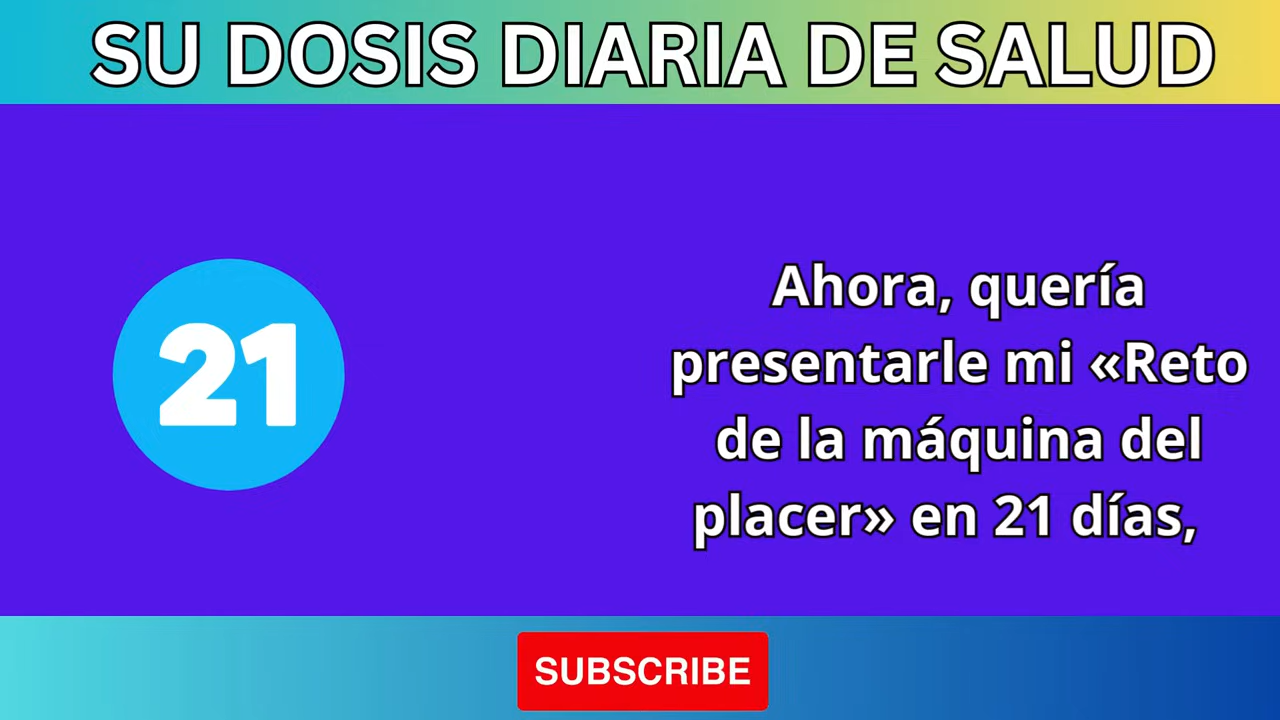 SU DOSIS DIARIA DE SALUD
21
Ahora, quería
presentarle mi «Reto
de la máquina del
placer» en 21 días,
SUBSCRIBE